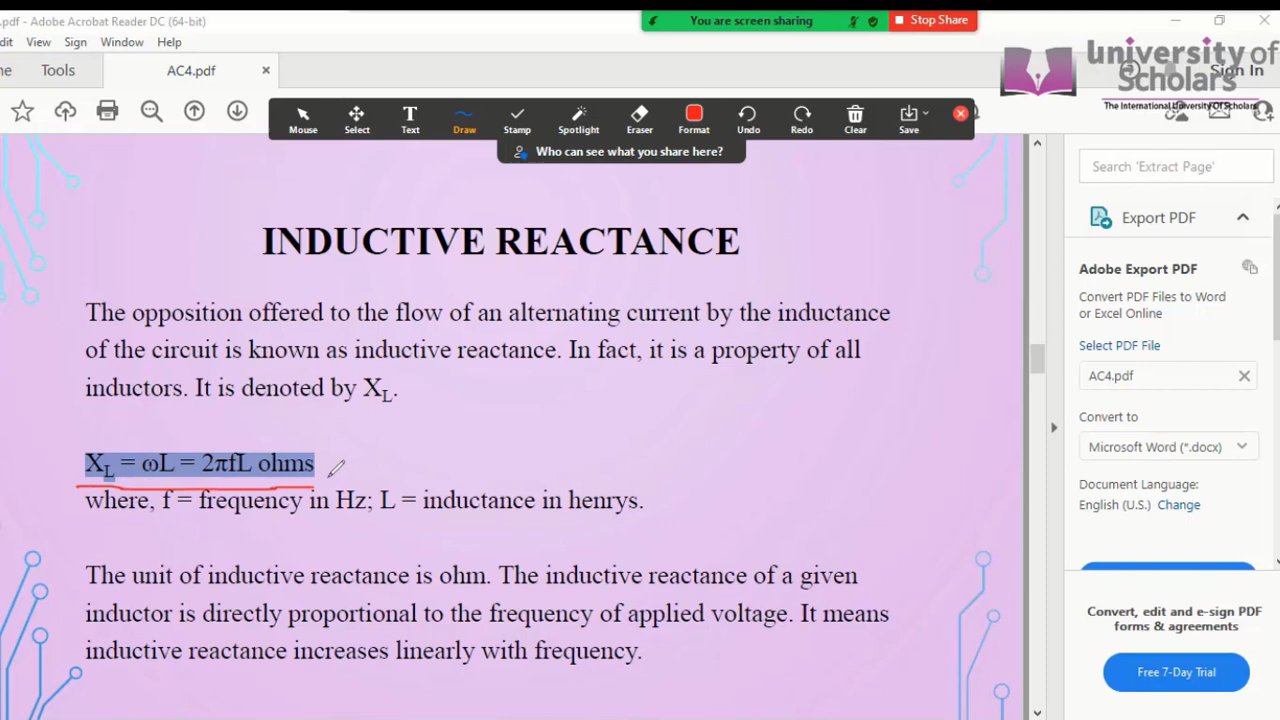 .pdf - Adobe Acrobat Reader DC (64-bit)
You are screen sharing
Stop Share
dit View Sign Window Help
University of
Scholars
The International University Of Scholars
ne Tools AC4.pdf
Sign In
Mouse Select Text Draw Stamp Spotlight Eraser Format Undo Redo Clear Save
Who can see what you share here?
INDUCTIVE REACTANCE
The opposition offered to the flow of an alternating current by the inductance
of the circuit is known as inductive reactance. In fact, it is a property of all
inductors. It is denoted by X_L.
X_L = ωL = 2πfL ohms
where, f = frequency in Hz; L = inductance in henrys.
The unit of inductive reactance is ohm. The inductive reactance of a given
inductor is directly proportional to the frequency of applied voltage. It means
inductive reactance increases linearly with frequency.
Search 'Extract Page'
Export PDF
Adobe Export PDF
Convert PDF Files to Word
or Excel Online
Select PDF File
AC4.pdf
Convert to
Microsoft Word (*.docx)
Document Language:
English (U.S.) Change
Convert, edit and e-sign PDF
forms & agreements
Free 7-Day Trial